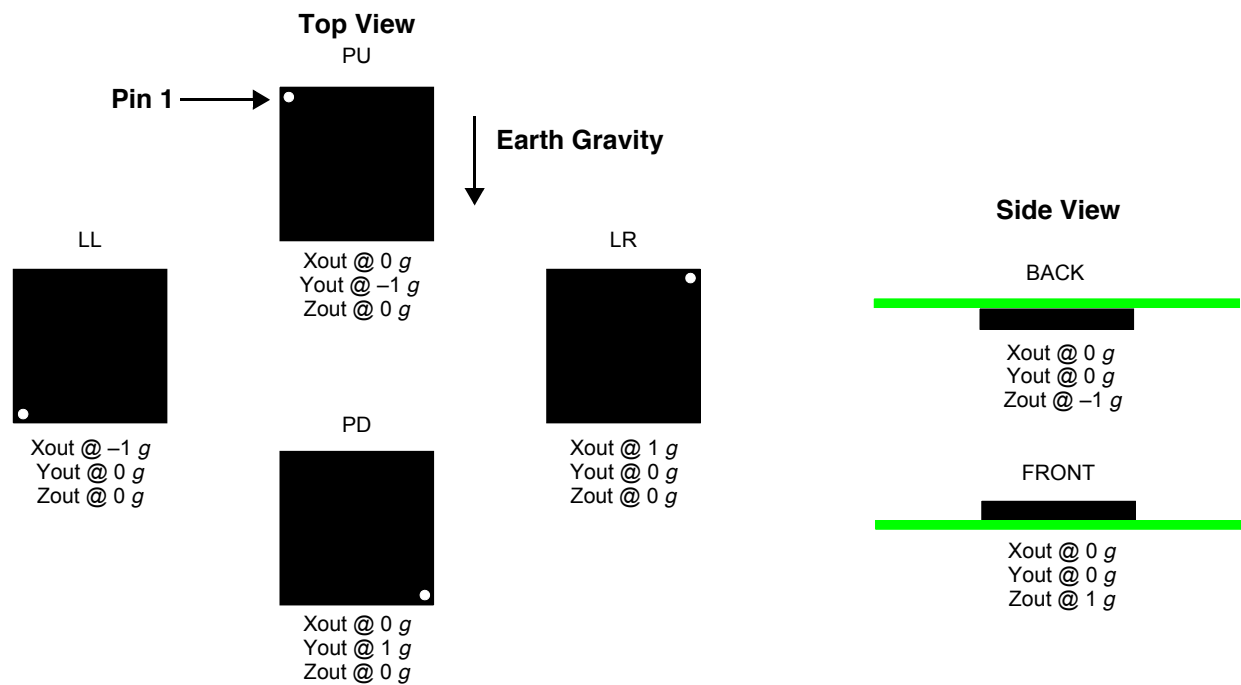 Top View
PU
Pin 1
Earth Gravity
Xout @ 0 g
Yout @ –1 g
Zout @ 0 g
LL
Xout @ –1 g
Yout @ 0 g
Zout @ 0 g
LR
Xout @ 1 g
Yout @ 0 g
Zout @ 0 g
PD
Xout @ 0 g
Yout @ 1 g
Zout @ 0 g
Side View
BACK
Xout @ 0 g
Yout @ 0 g
Zout @ –1 g
FRONT
Xout @ 0 g
Yout @ 0 g
Zout @ 1 g